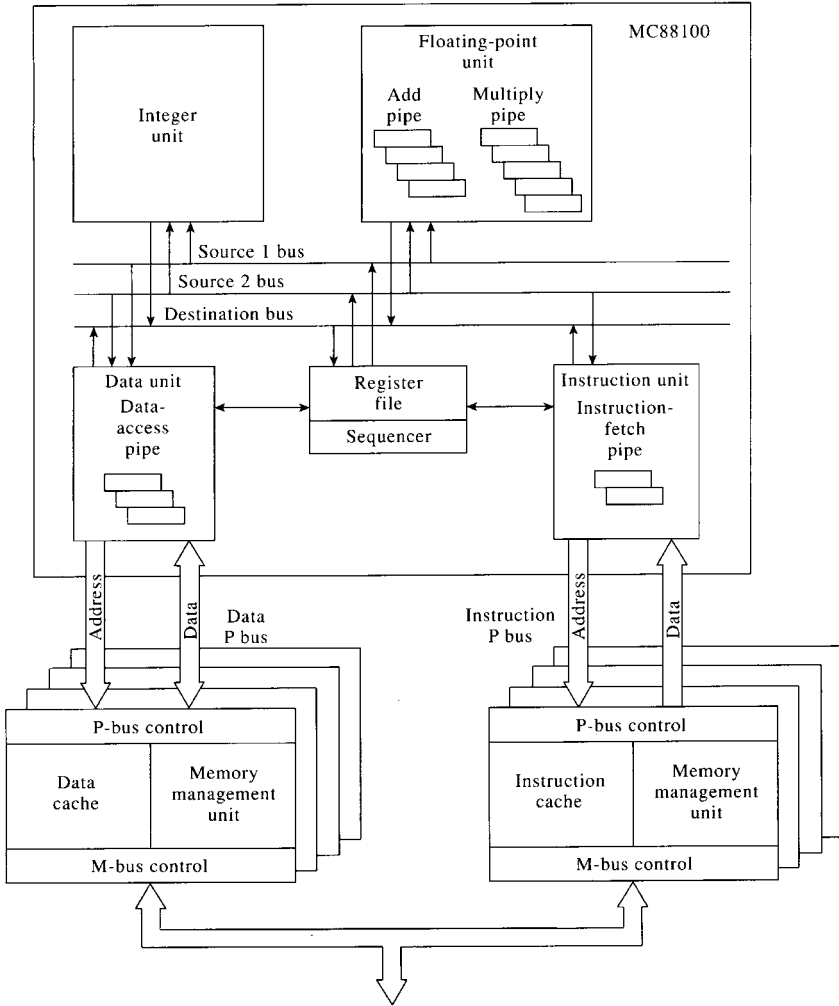 MC88100
Integer
unit
Floating-point
unit
Add
pipe
Multiply
pipe
Source 1 bus
Source 2 bus
Destination bus
Data unit
Data-
access
pipe
Register
file
Sequencer
Instruction unit
Instruction-
fetch
pipe
Address
Data
Data
P bus
Instruction
P bus
Address
Data
P-bus control
Data
cache
Memory
management
unit
M-bus control
P-bus control
Instruction
cache
Memory
management
unit
M-bus control